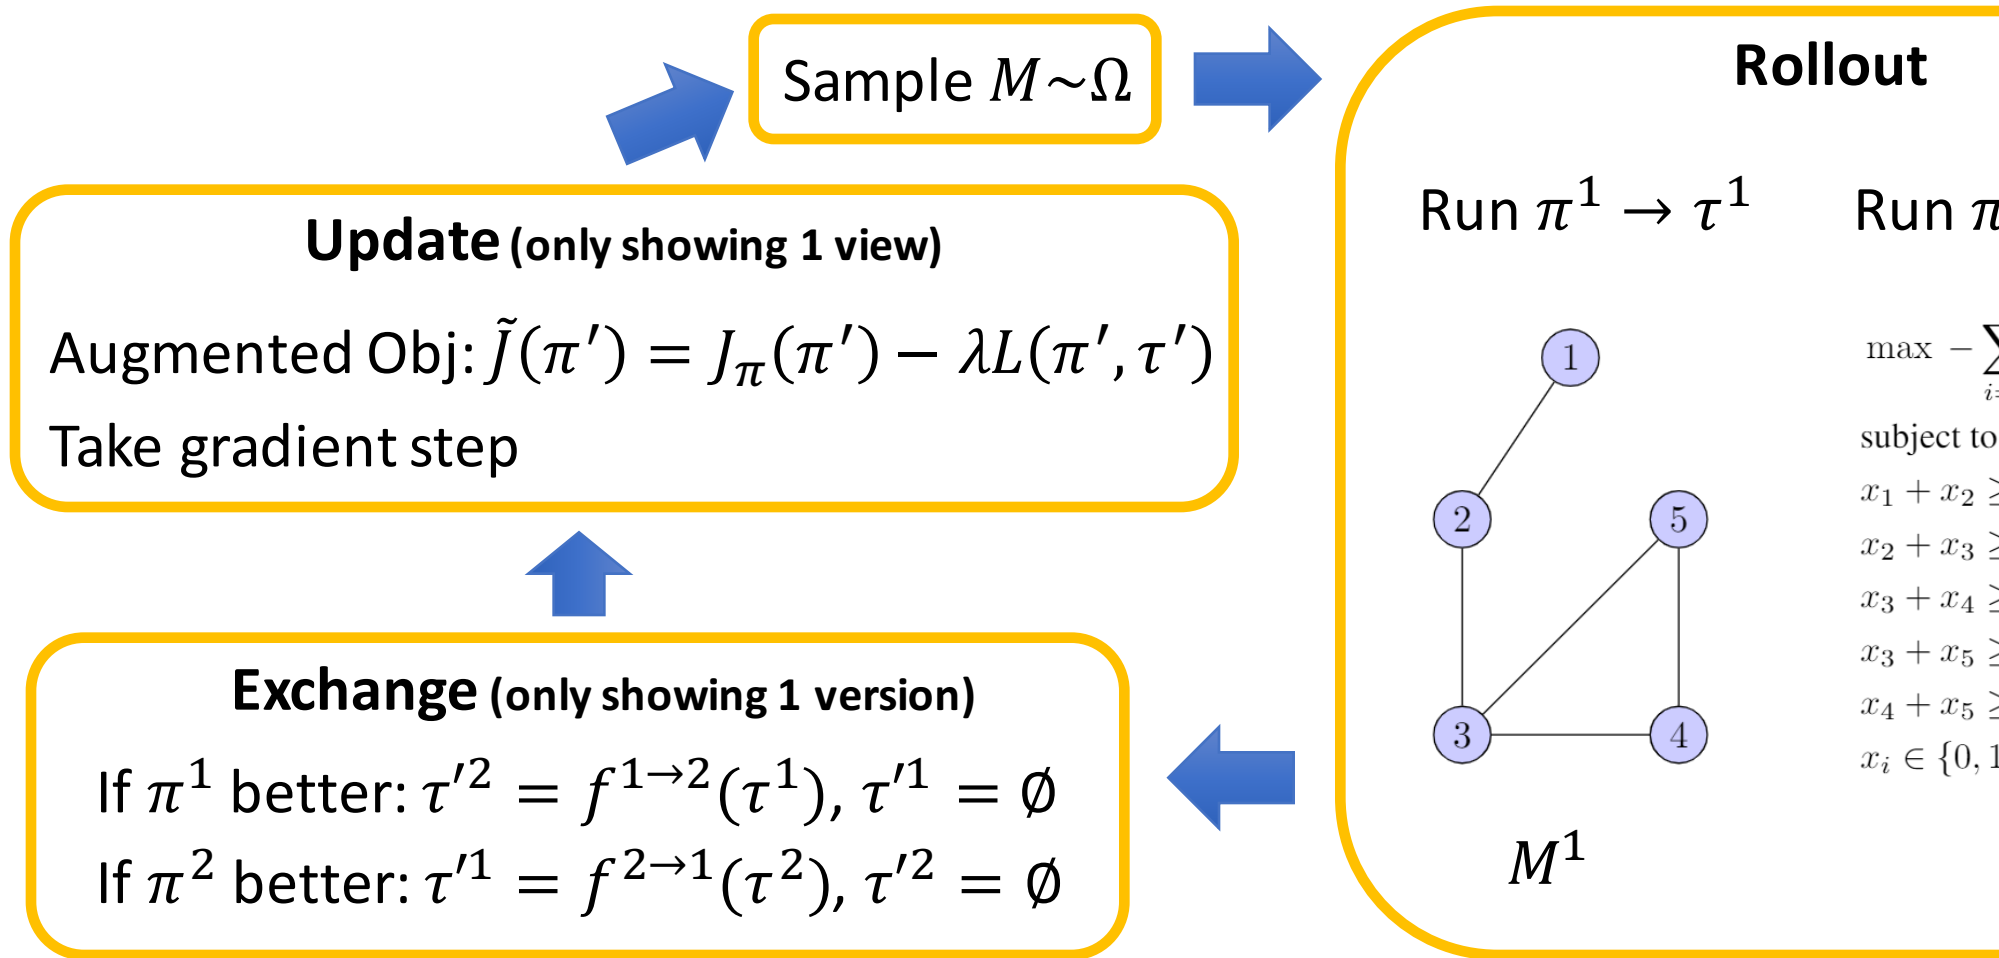 Sample M~Ω
Rollout
Run π¹ → τ¹
Run π
1
2
5
3
4
M¹
max − ∑
i=
subject to
x₁ + x₂ ≥
x₂ + x₃ ≥
x₃ + x₄ ≥
x₃ + x₅ ≥
x₄ + x₅ ≥
xᵢ ∈ {0, 1
Update (only showing 1 view)
Augmented Obj: J̃(π′) = J_π(π′) − λL(π′, τ′)
Take gradient step
Exchange (only showing 1 version)
If π¹ better: τ′² = f¹→²(τ¹), τ′¹ = ∅
If π² better: τ′¹ = f²→¹(τ²), τ′² = ∅